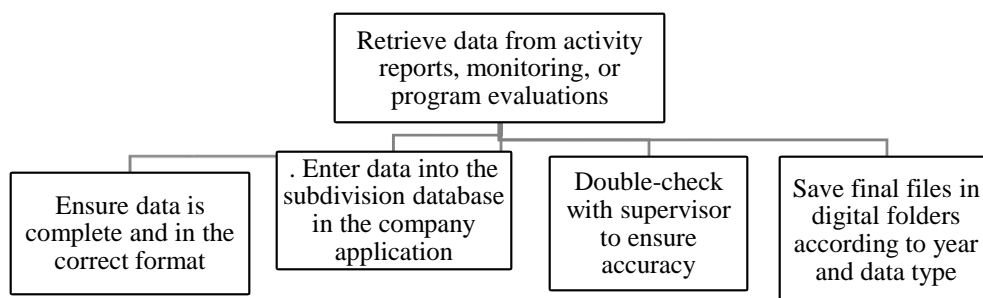 Retrieve data from activity
reports, monitoring, or
program evaluations
Ensure data is
complete and in the
correct format
. Enter data into the
subdivision database
in the company
application
Double-check
with supervisor
to ensure
accuracy
Save final files in
digital folders
according to year
and data type